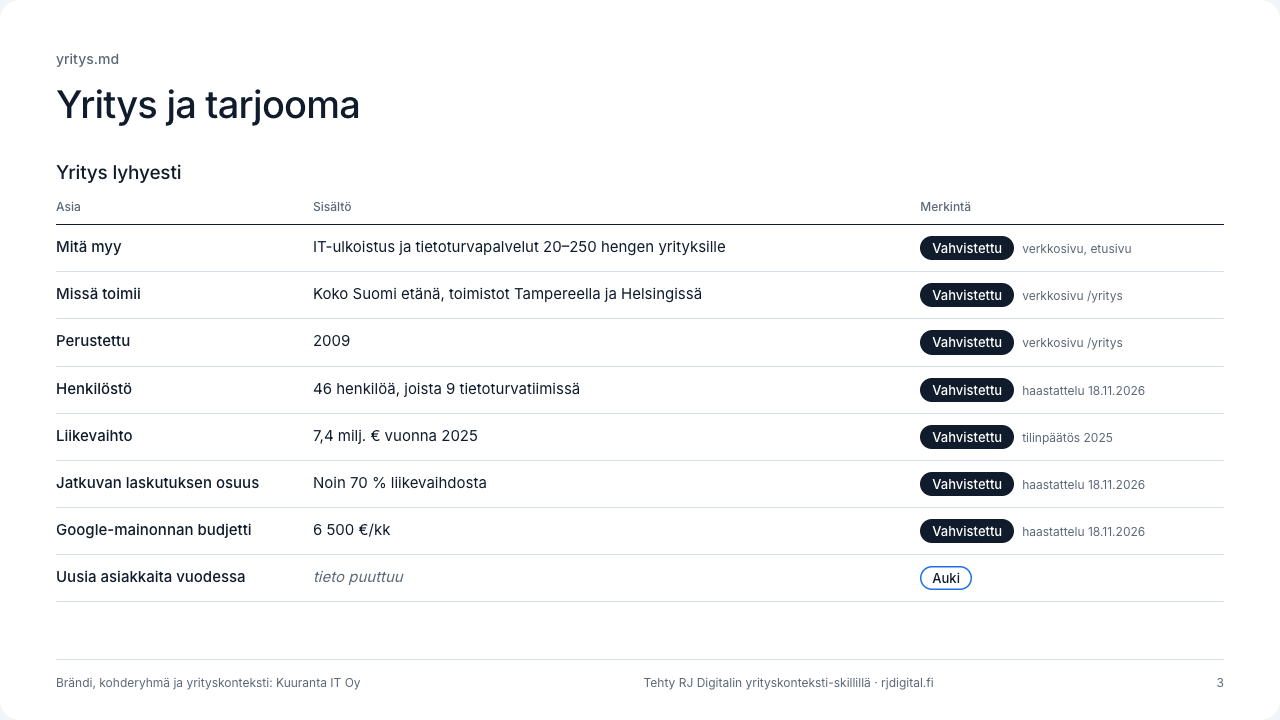 yritys.md
Yritys ja tarjooma
Yritys lyhyesti
Asia Sisältö Merkintä
Mitä myy IT-ulkoistus ja tietoturvapalvelut 20–250 hengen yrityksille Vahvistettu verkkosivu, etusivu
Missä toimii Koko Suomi etänä, toimistot Tampereella ja Helsingissä Vahvistettu verkkosivu /yritys
Perustettu 2009 Vahvistettu verkkosivu /yritys
Henkilöstö 46 henkilöä, joista 9 tietoturvatiimissä Vahvistettu haastattelu 18.11.2026
Liikevaihto 7,4 milj. € vuonna 2025 Vahvistettu tilinpäätös 2025
Jatkuvan laskutuksen osuus Noin 70 % liikevaihdosta Vahvistettu haastattelu 18.11.2026
Google-mainonnan budjetti 6 500 €/kk Vahvistettu haastattelu 18.11.2026
Uusia asiakkaita vuodessa tieto puuttuu Auki
Brändi, kohderyhmä ja yrityskonteksti: Kuuranta IT Oy Tehty RJ Digitalin yrityskonteksti-skillillä · rjdigital.fi 3